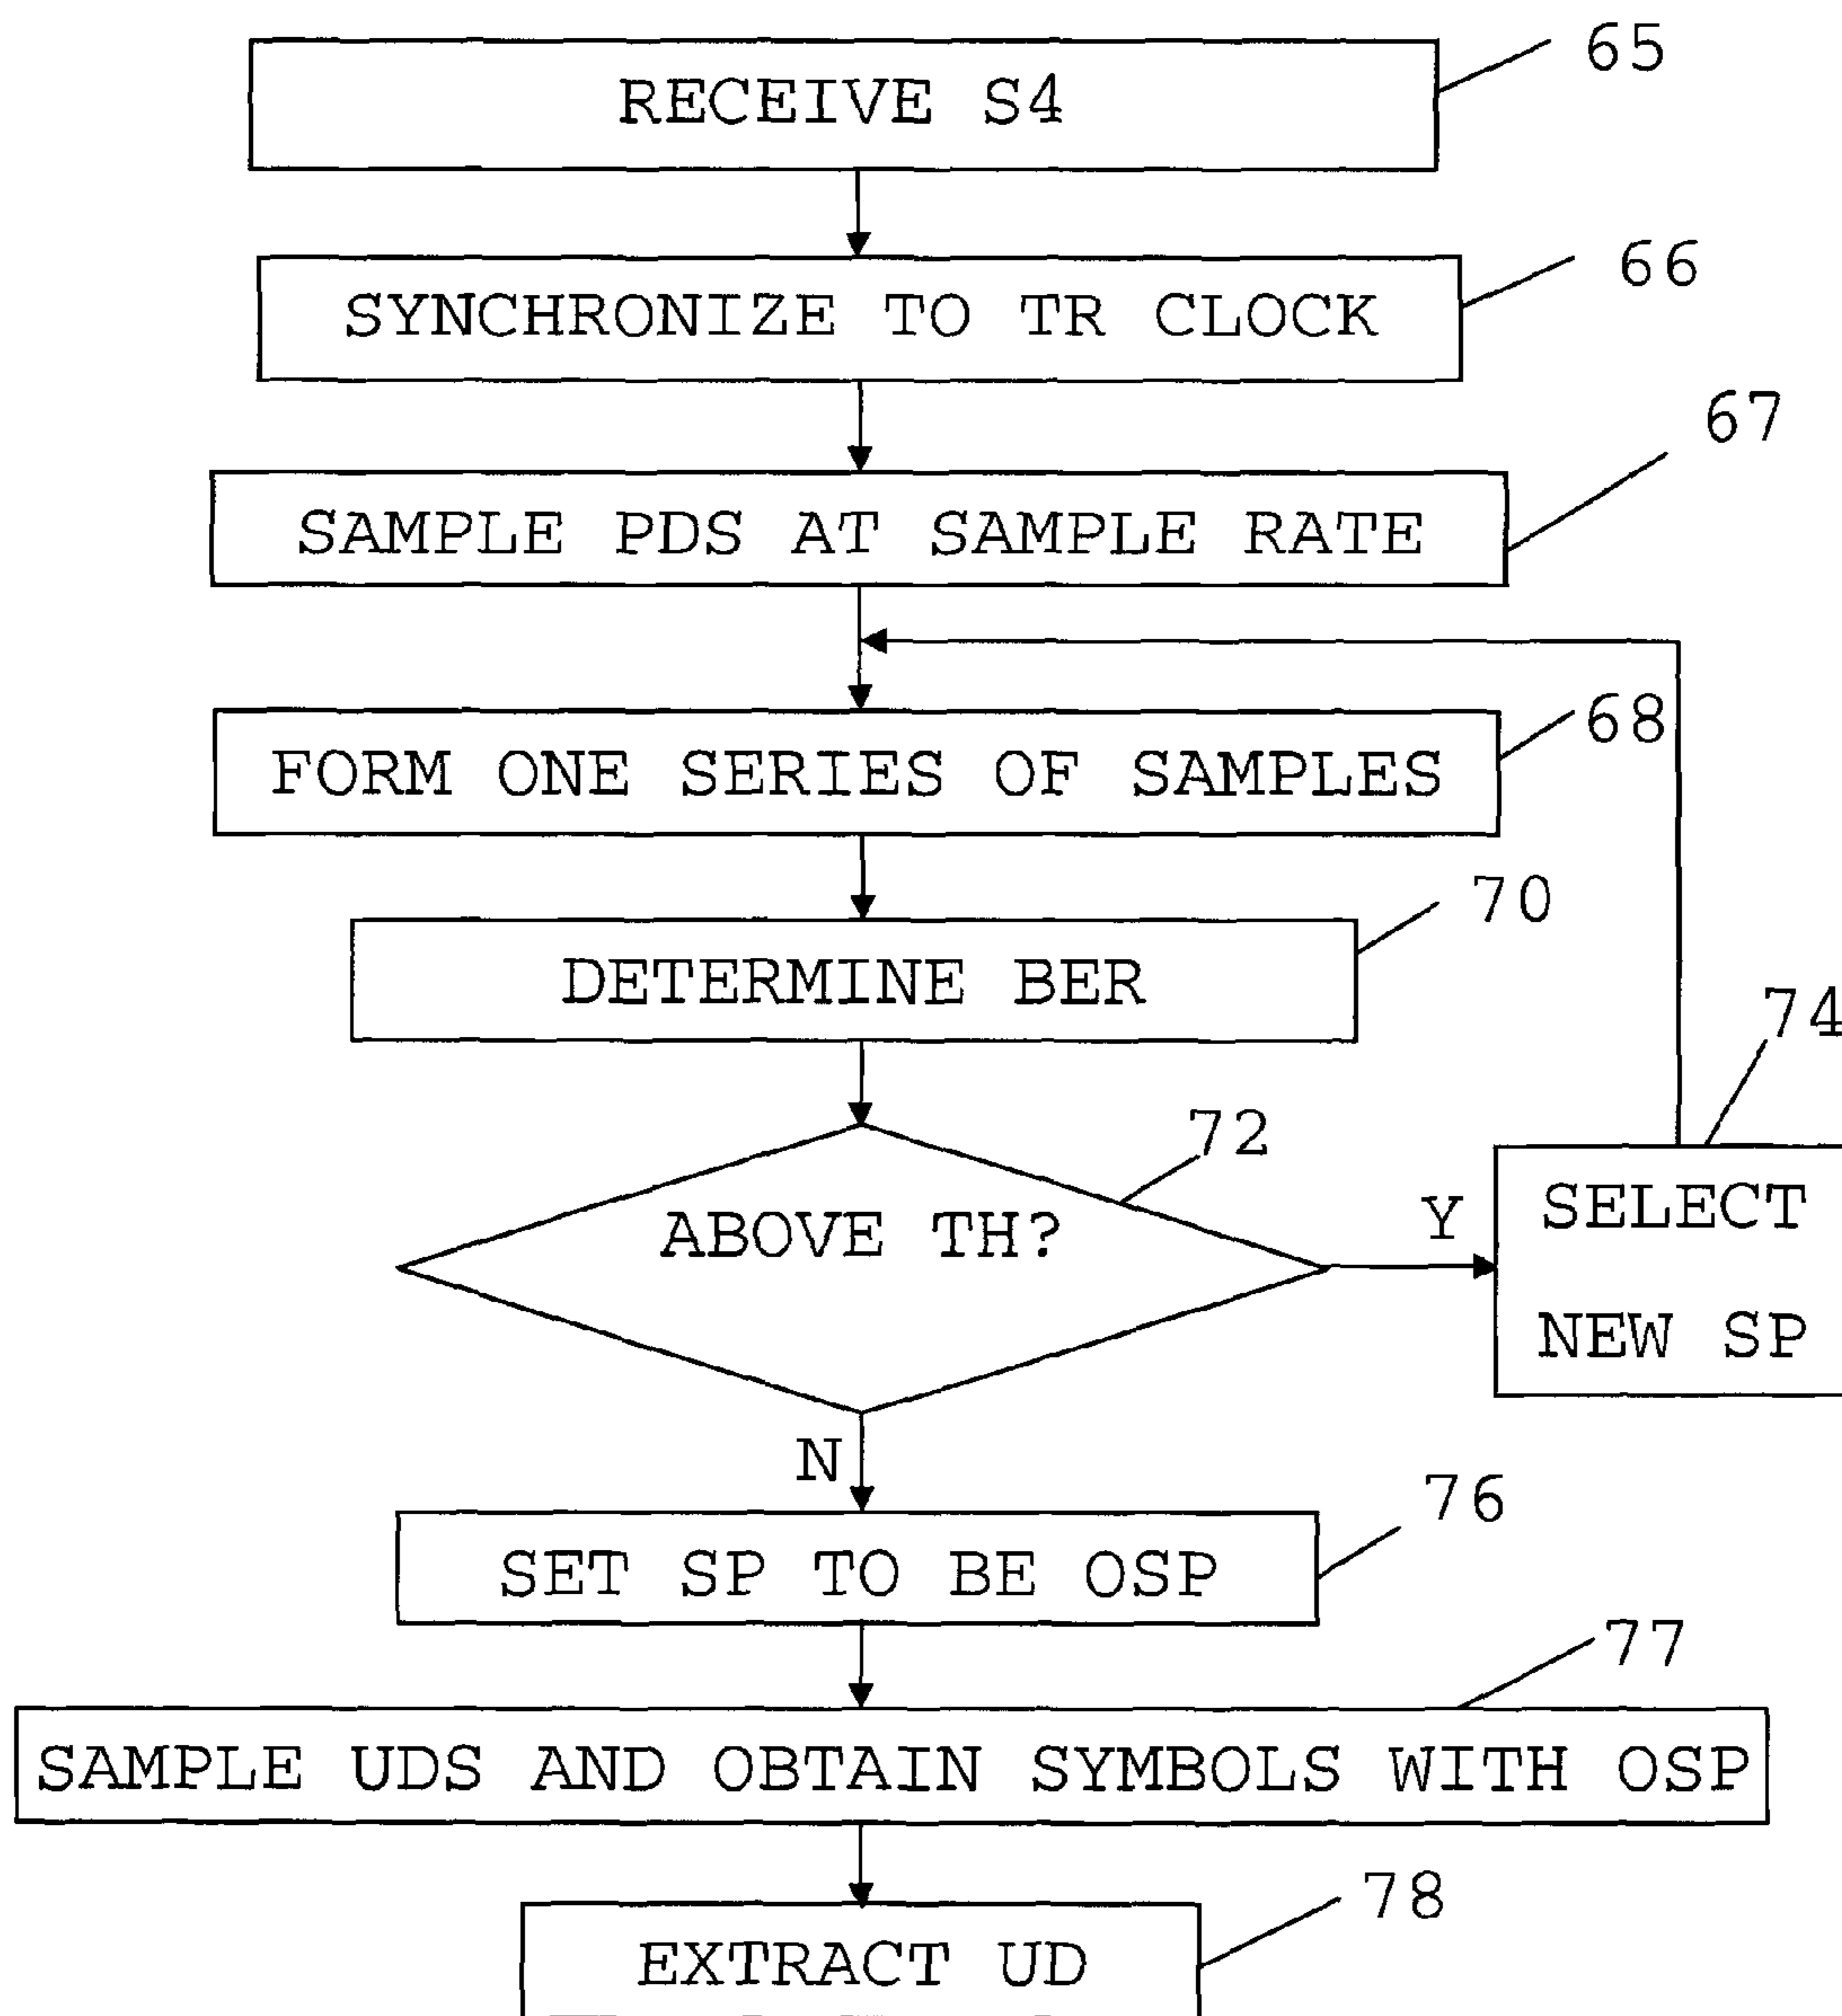 65
RECEIVE S4
66
SYNCHRONIZE TO TR CLOCK
67
SAMPLE PDS AT SAMPLE RATE
68
FORM ONE SERIES OF SAMPLES
70
DETERMINE BER
74
72
ABOVE TH?
Y
SELECT
NEW SP
N
76
SET SP TO BE OSP
77
SAMPLE UDS AND OBTAIN SYMBOLS WITH OSP
78
EXTRACT UD